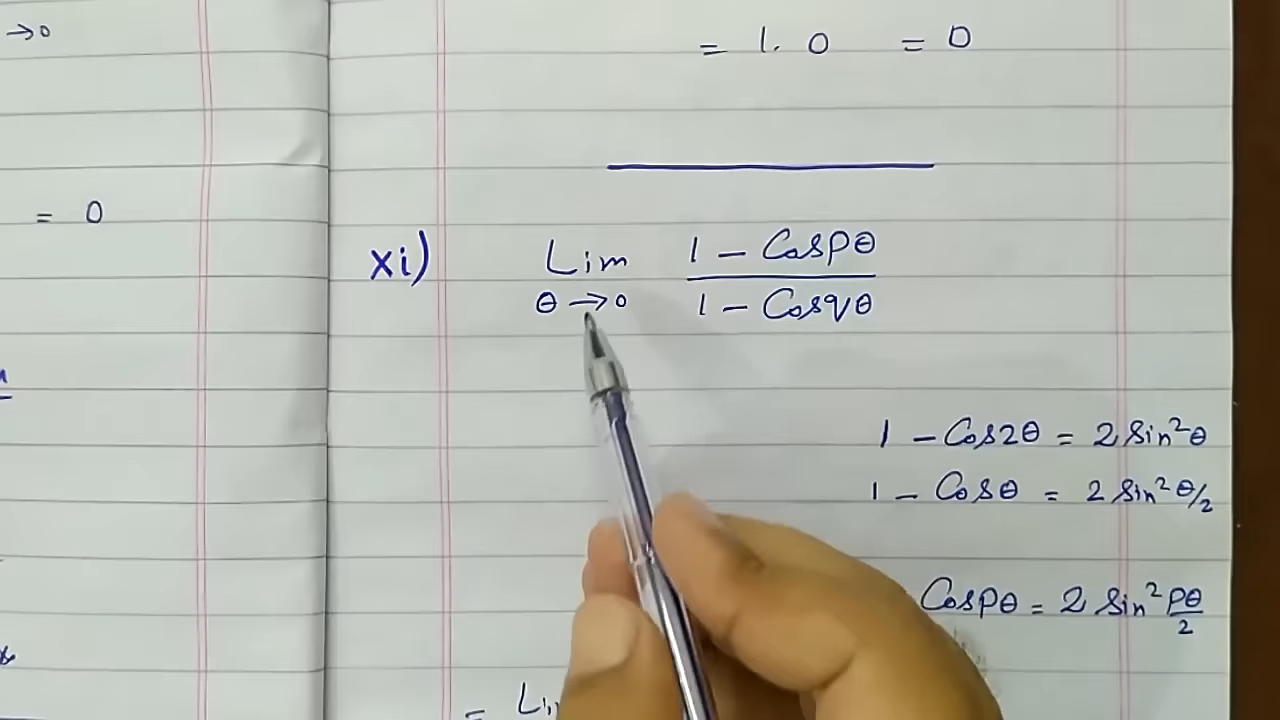 →0
= 0
= 1. 0 = 0
xi) Lim θ→0 1 - Cospθ / 1 - Cosqθ
1 - Cos2θ = 2 Sin²θ
1 - Cosθ = 2 Sin²θ/2
Cospθ = 2 Sin² pθ/2
=